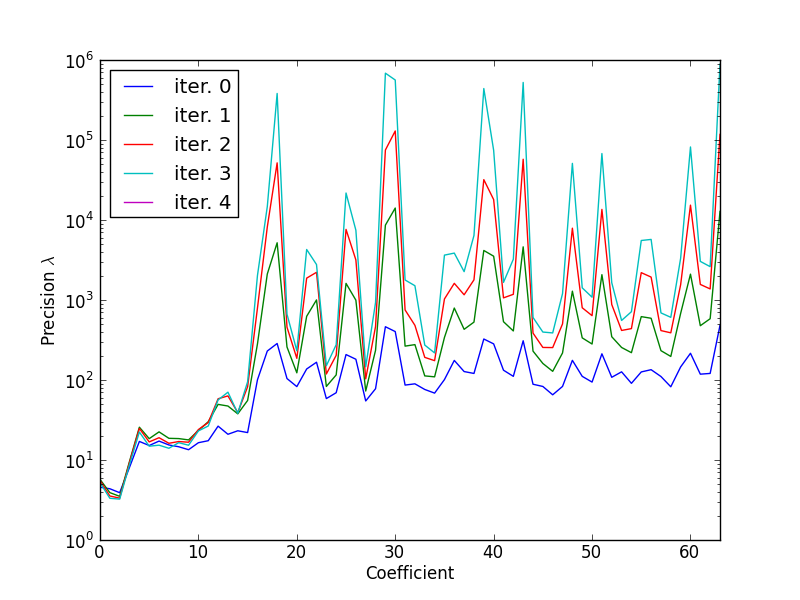 10^6
10^5
10^4
10^3
10^2
10^1
10^0
Precision λ
iter. 0
iter. 1
iter. 2
iter. 3
iter. 4
0 10 20 30 40 50 60
Coefficient